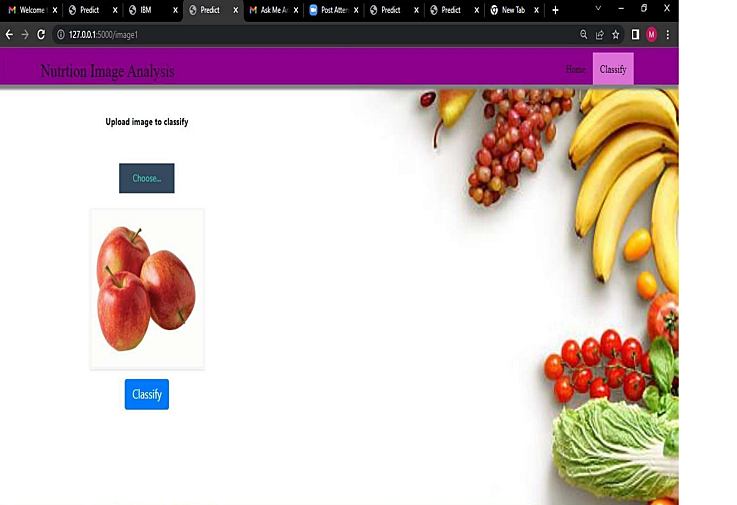 Welcome
Predict
IBM
Predict
Ask Me A
Post Atten
Predict
Predict
New Tab
127.0.0.1:5000/image1
M
Nutrtion Image Analysis
Home
Classify
Upload image to classify
Choose...
Classify